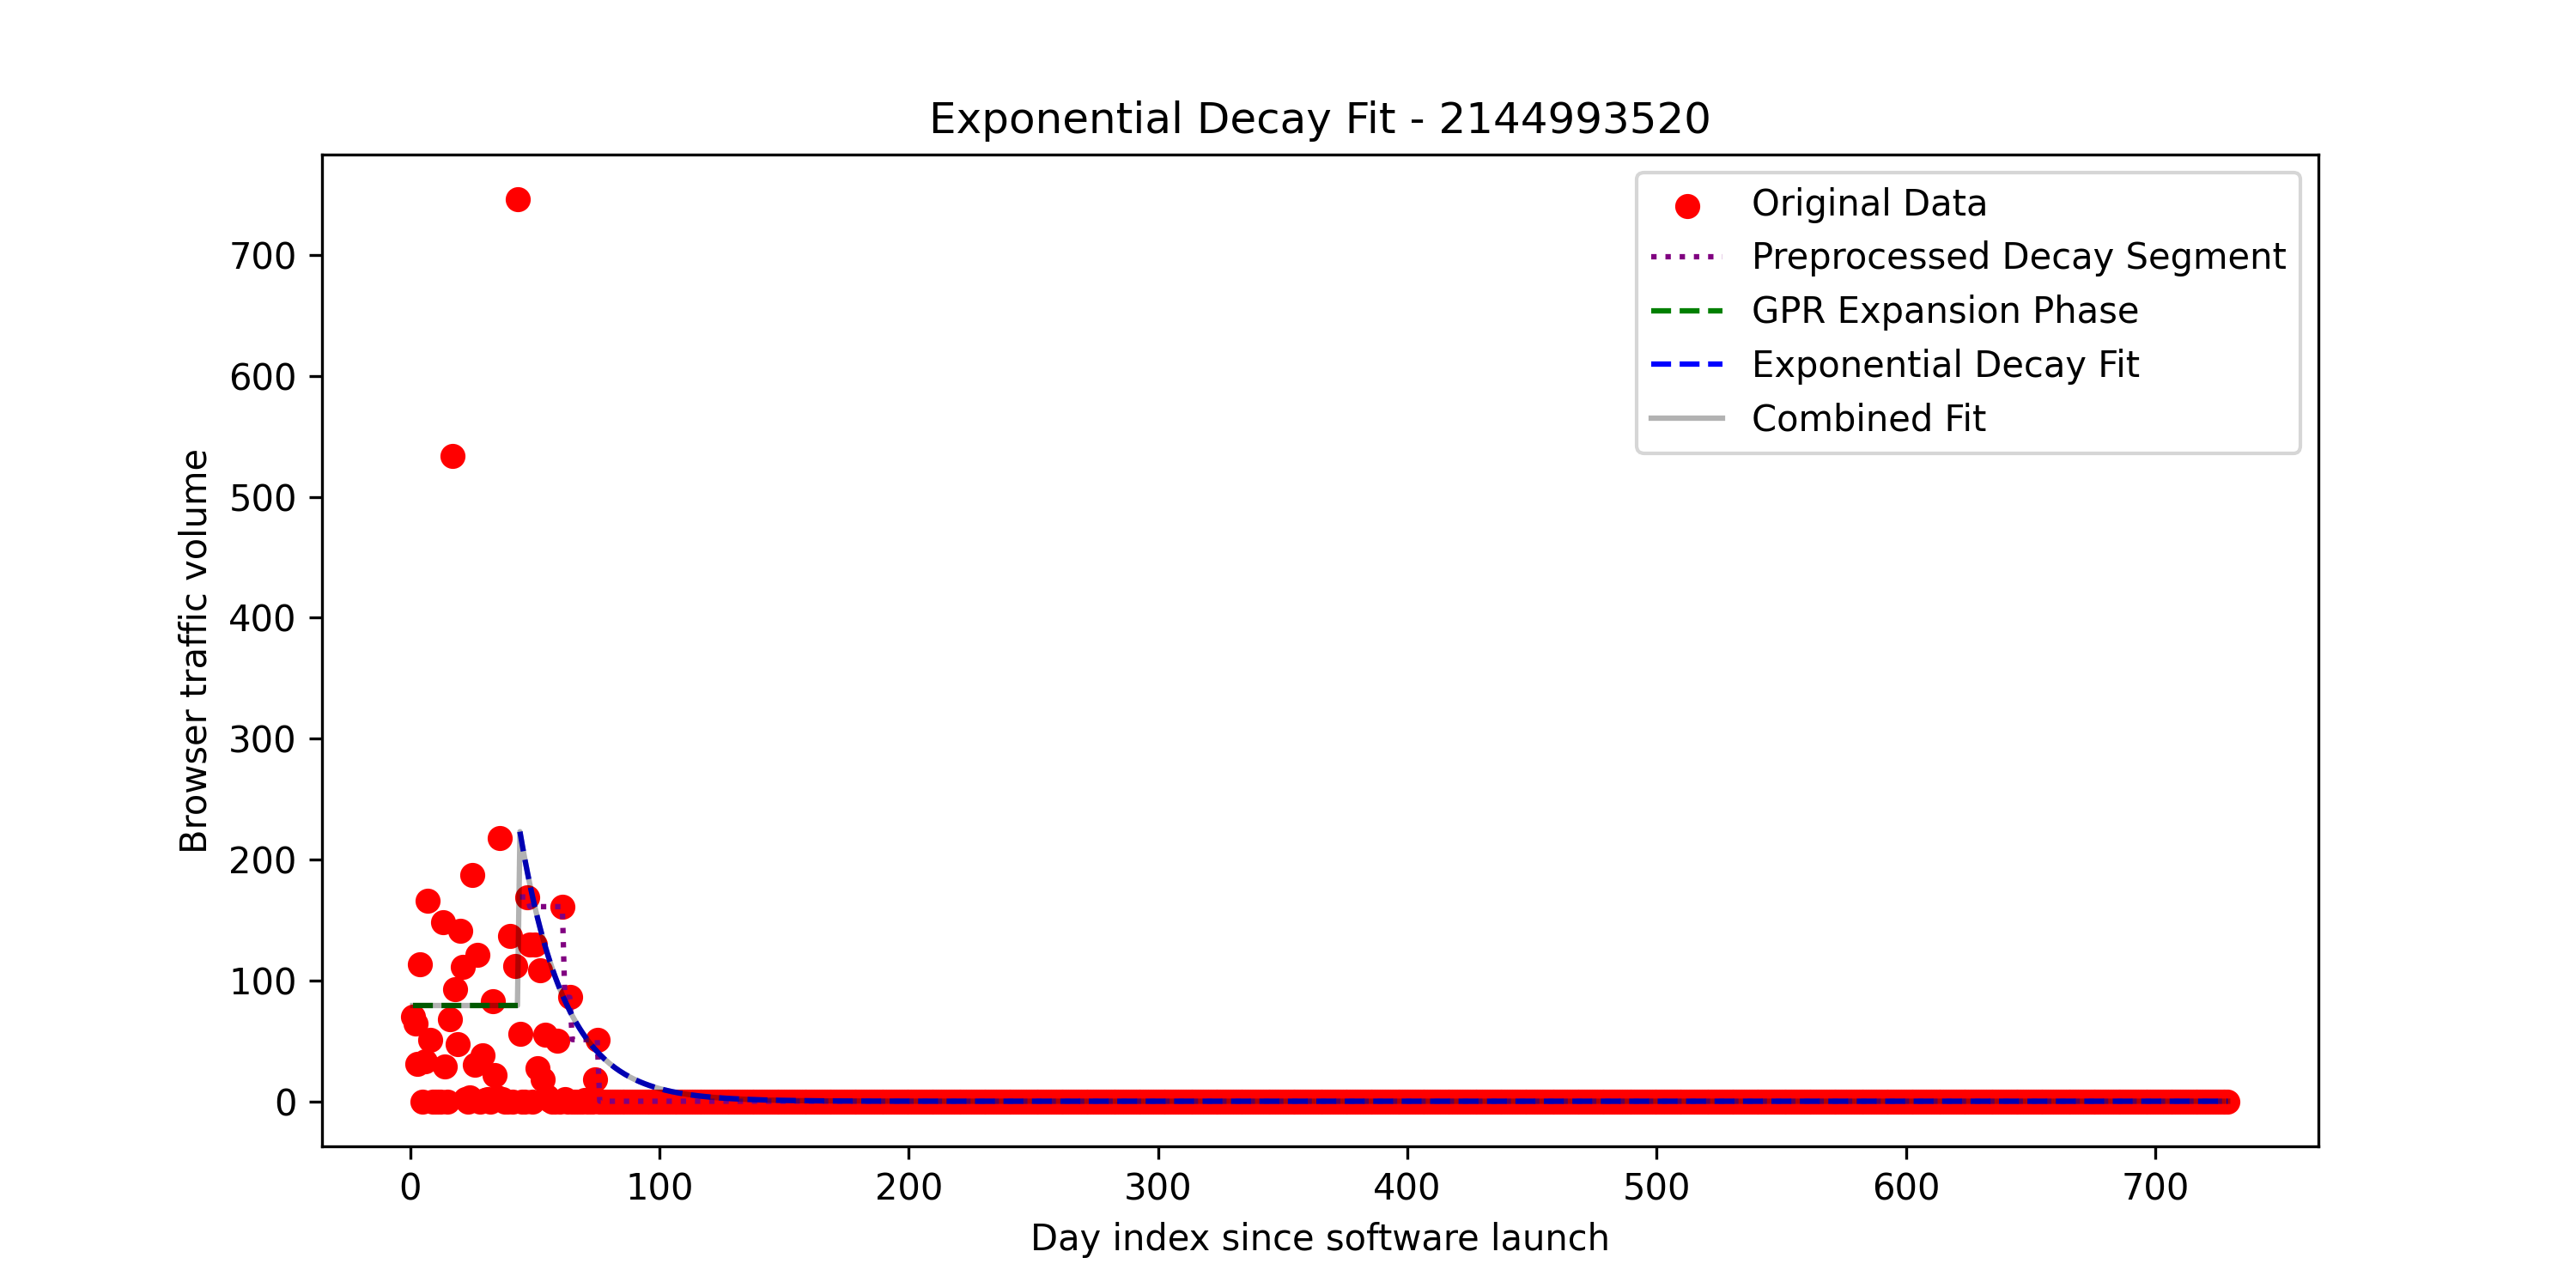 Exponential Decay Fit - 2144993520
Original Data
Preprocessed Decay Segment
GPR Expansion Phase
Exponential Decay Fit
Combined Fit
Browser traffic volume
700
600
500
400
300
200
100
0
0 100 200 300 400 500 600 700
Day index since software launch